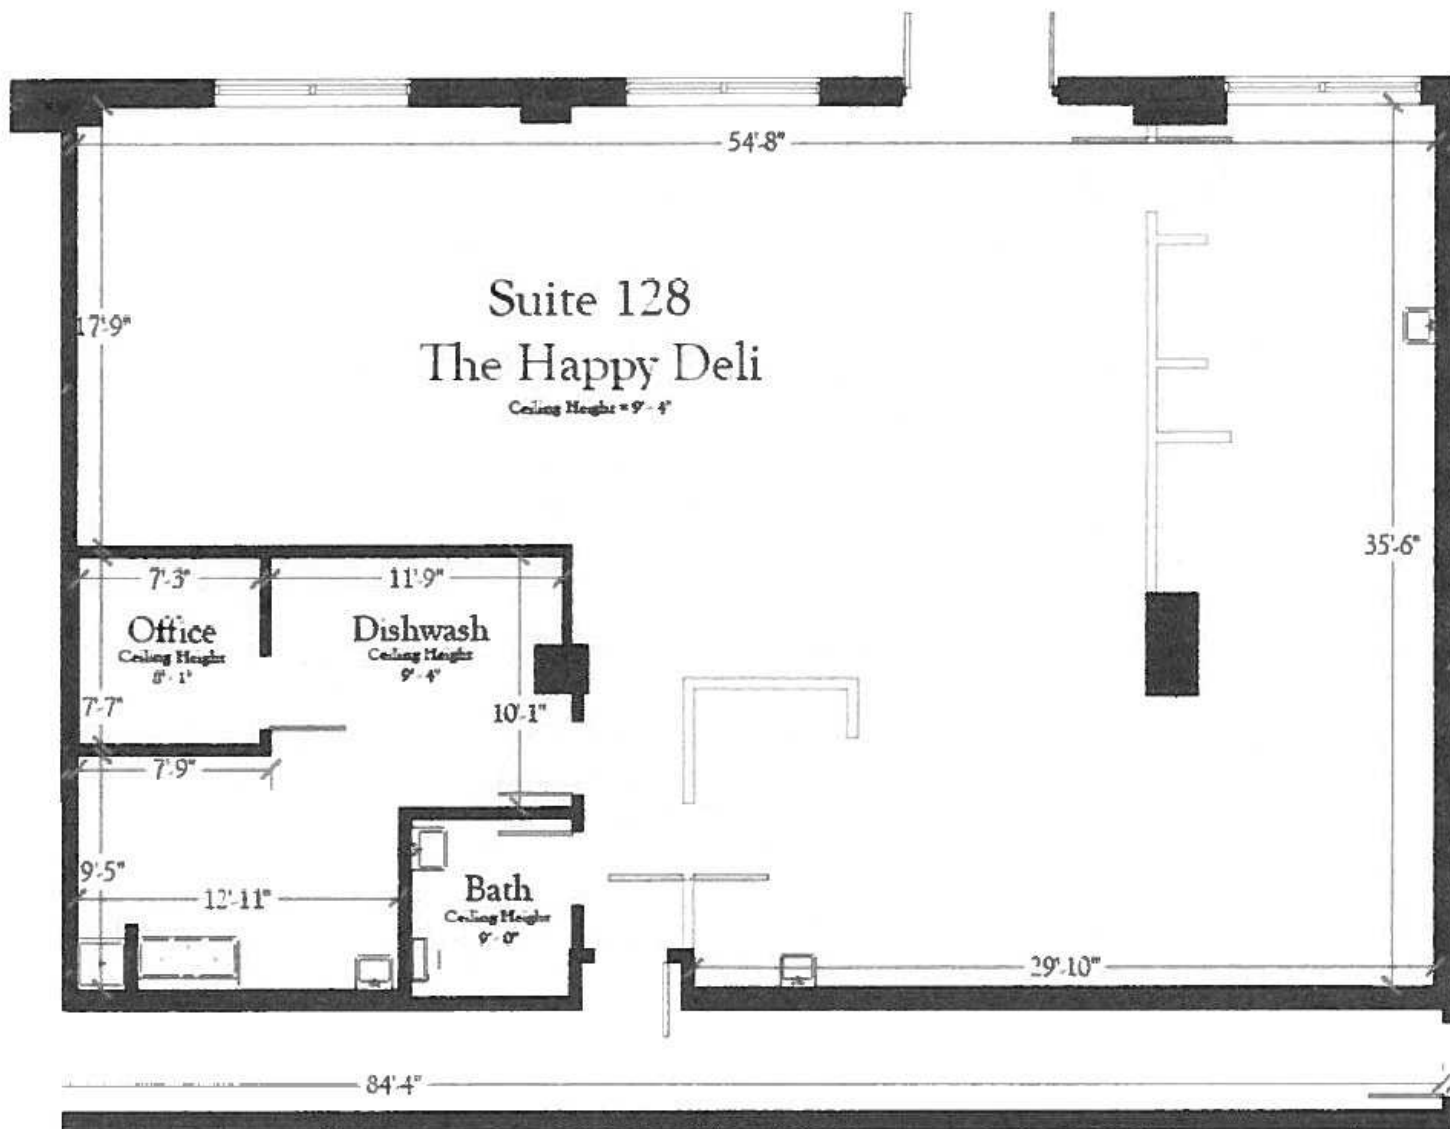 54'-8"
Suite 128
The Happy Deli
Ceiling Height = 9' - 4"
17'-9"
35'-6"
7'-3"
11'-9"
Office
Ceiling Height
8' - 1"
Dishwash
Ceiling Height
9' - 4"
7'-7"
10'-1"
7'-9"
9'-5"
12'-11"
Bath
Ceiling Height
9' - 0"
29'-10"
84'-4"